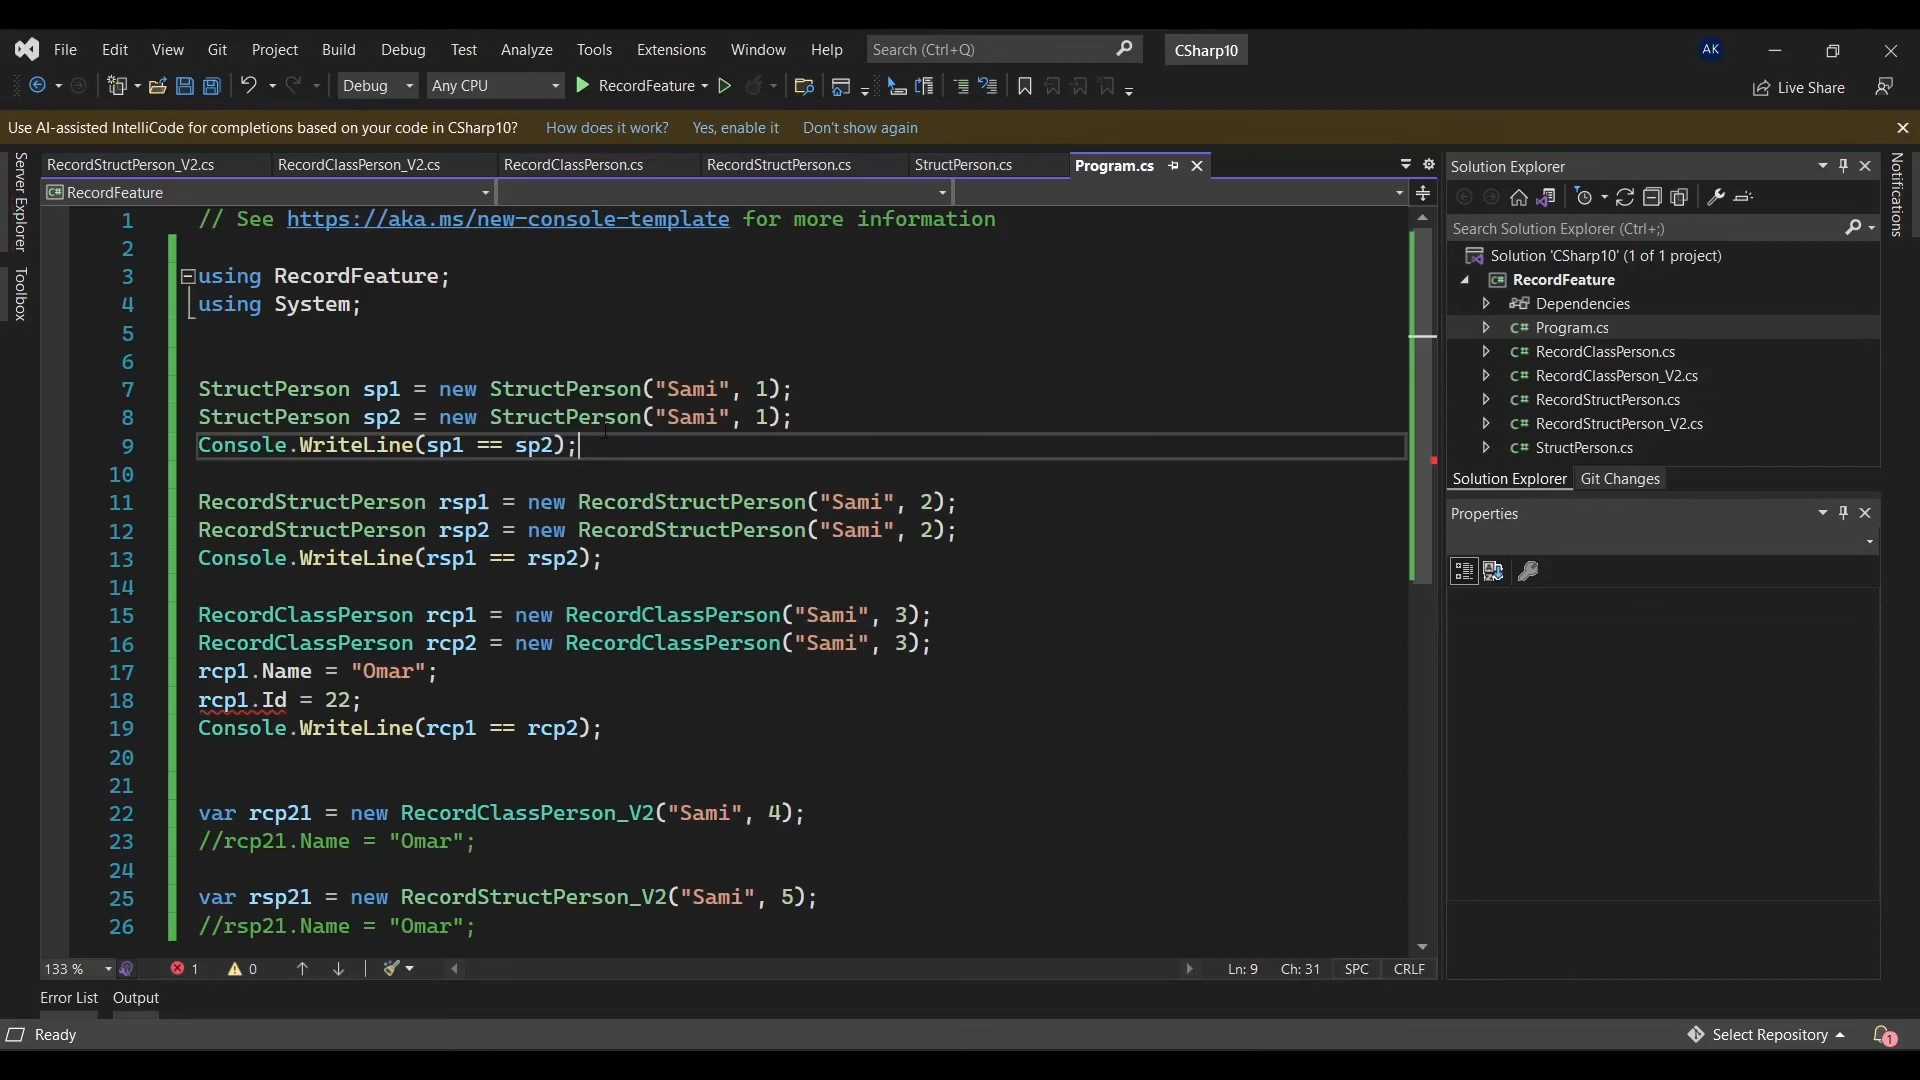 File Edit View Git Project Build Debug Test Analyze Tools Extensions Window Help Search (Ctrl+Q) CSharp10 AK
Debug Any CPU RecordFeature Live Share
Use AI-assisted IntelliCode for completions based on your code in CSharp10? How does it work? Yes, enable it Don't show again
Server Explorer
Toolbox
RecordStructPerson_V2.cs RecordClassPerson_V2.cs RecordClassPerson.cs RecordStructPerson.cs StructPerson.cs Program.cs
C# RecordFeature
1 // See https://aka.ms/new-console-template for more information
2
3 using RecordFeature;
4 using System;
5
6
7 StructPerson sp1 = new StructPerson("Sami", 1);
8 StructPerson sp2 = new StructPerson("Sami", 1);
9 Console.WriteLine(sp1 == sp2);
10
11 RecordStructPerson rsp1 = new RecordStructPerson("Sami", 2);
12 RecordStructPerson rsp2 = new RecordStructPerson("Sami", 2);
13 Console.WriteLine(rsp1 == rsp2);
14
15 RecordClassPerson rcp1 = new RecordClassPerson("Sami", 3);
16 RecordClassPerson rcp2 = new RecordClassPerson("Sami", 3);
17 rcp1.Name = "Omar";
18 rcp1.Id = 22;
19 Console.WriteLine(rcp1 == rcp2);
20
21
22 var rcp21 = new RecordClassPerson_V2("Sami", 4);
23 //rcp21.Name = "Omar";
24
25 var rsp21 = new RecordStructPerson_V2("Sami", 5);
26 //rsp21.Name = "Omar";
133 % 1 0 Ln: 9 Ch: 31 SPC CRLF
Solution Explorer
Search Solution Explorer (Ctrl+;)
Solution 'CSharp10' (1 of 1 project)
C# RecordFeature
Dependencies
C# Program.cs
C# RecordClassPerson.cs
C# RecordClassPerson_V2.cs
C# RecordStructPerson.cs
C# RecordStructPerson_V2.cs
C# StructPerson.cs
Solution Explorer Git Changes
Properties
Notifications
Error List Output
Ready Select Repository 1